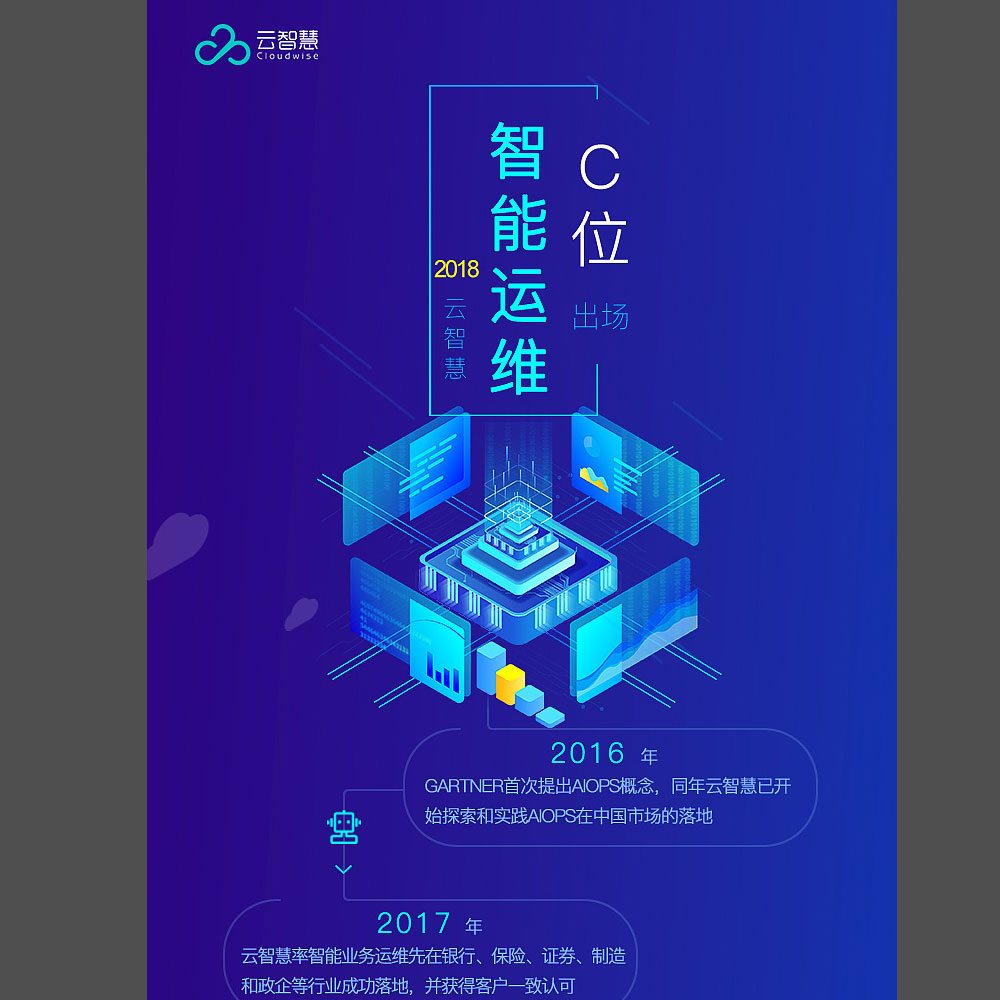 云智慧
Cloudwise
C位
出场
智能运维
2018
云智慧
2016 年
GARTNER首次提出AIOPS概念，同年云智慧已开
始探索和实践AIOPS在中国市场的落地
2017 年
云智慧率智能业务运维先在银行、保险、证券、制造
和政企等行业成功落地，并获得客户一致认可